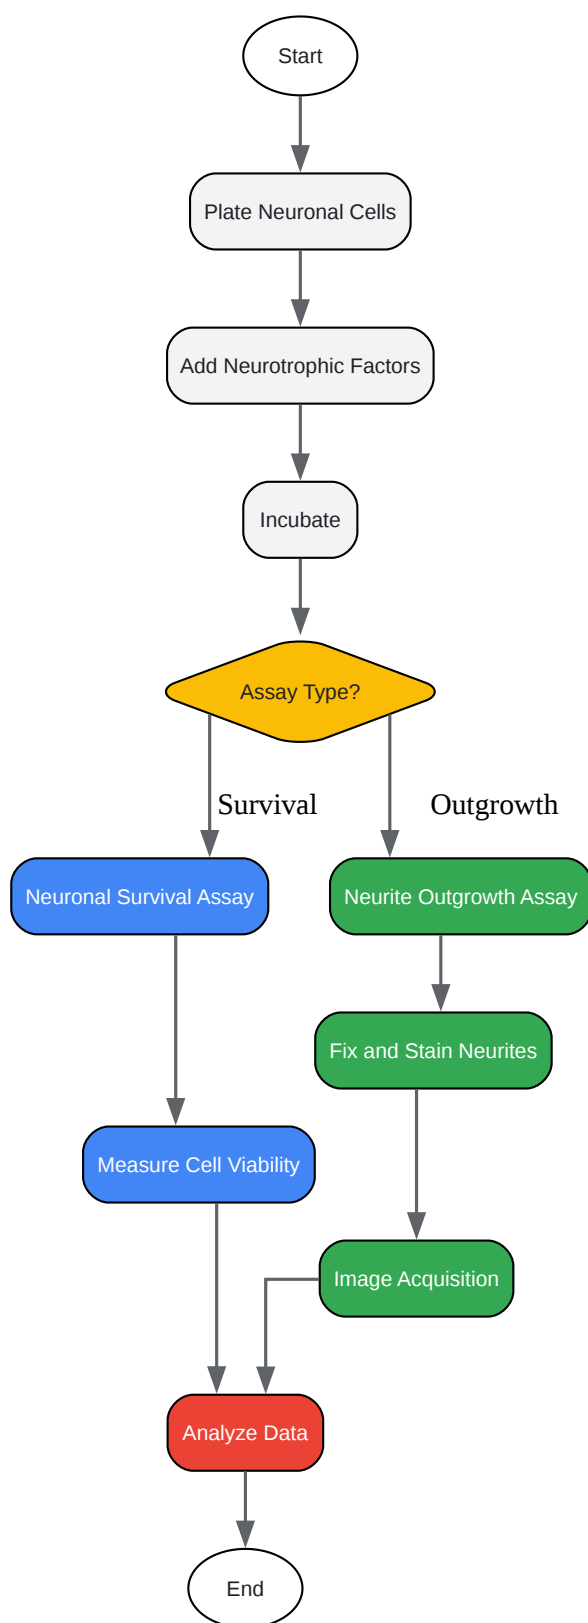 Start
Plate Neuronal Cells
Add Neurotrophic Factors
Incubate
Assay Type?
Survival
Outgrowth
Neuronal Survival Assay
Neurite Outgrowth Assay
Fix and Stain Neurites
Measure Cell Viability
Image Acquisition
Analyze Data
End